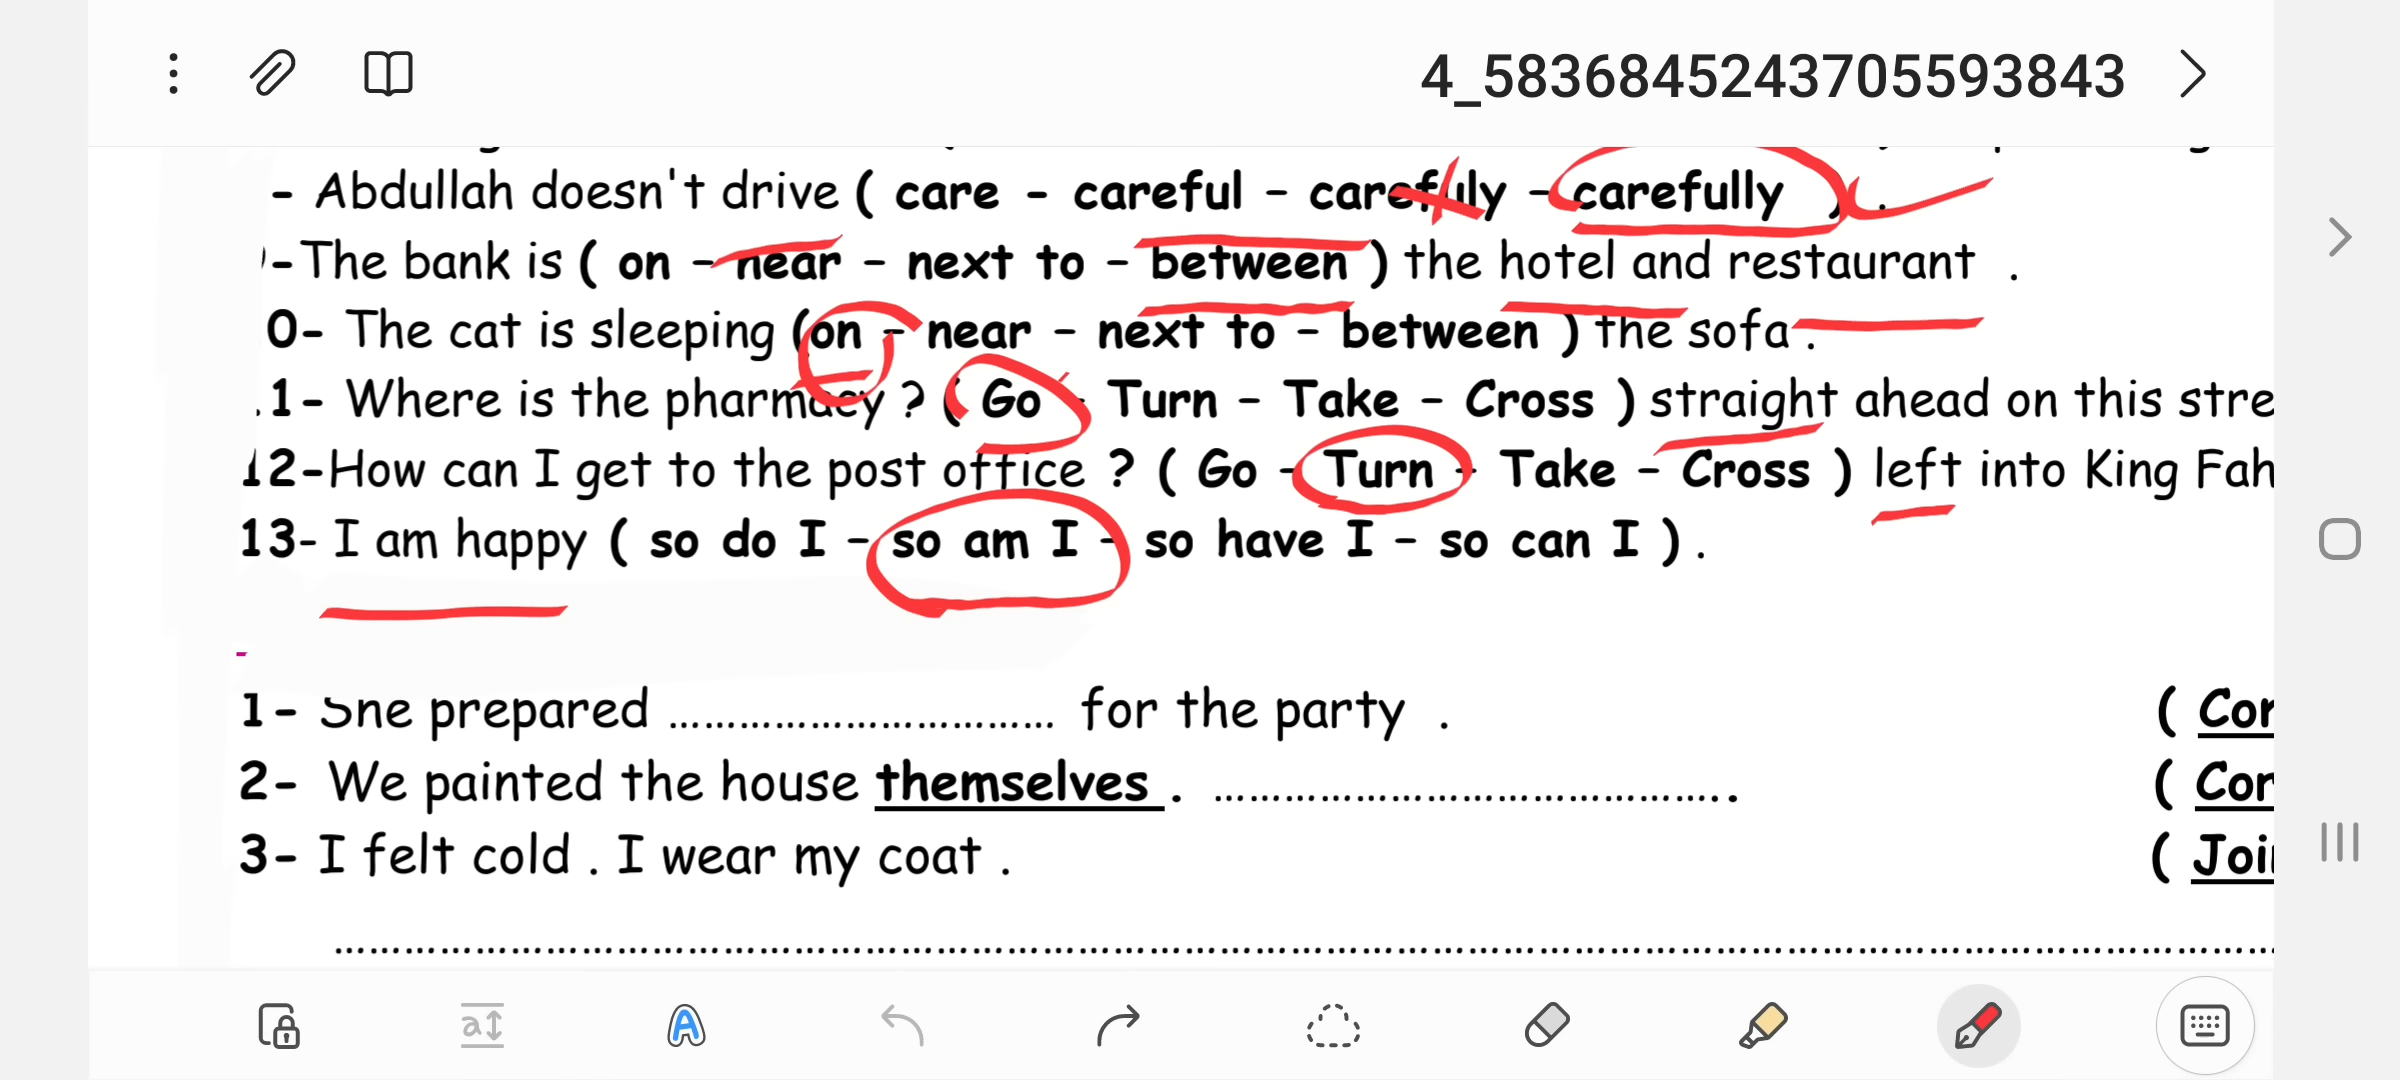 4_5836845243705593843
- Abdullah doesn't drive ( care - careful - carefuly - carefully ) .
-The bank is ( on - near - next to - between ) the hotel and restaurant .
0- The cat is sleeping (on - near - next to - between ) the sofa .
.1- Where is the pharmacy ? ( Go - Turn - Take - Cross ) straight ahead on this stre
12-How can I get to the post office ? ( Go - Turn - Take - Cross ) left into King Fah
13- I am happy ( so do I - so am I - so have I - so can I ) .
1- She prepared ................................ for the party . ( Cor
2- We painted the house themselves . .......................................... ( Cor
3- I felt cold . I wear my coat . ( Joi